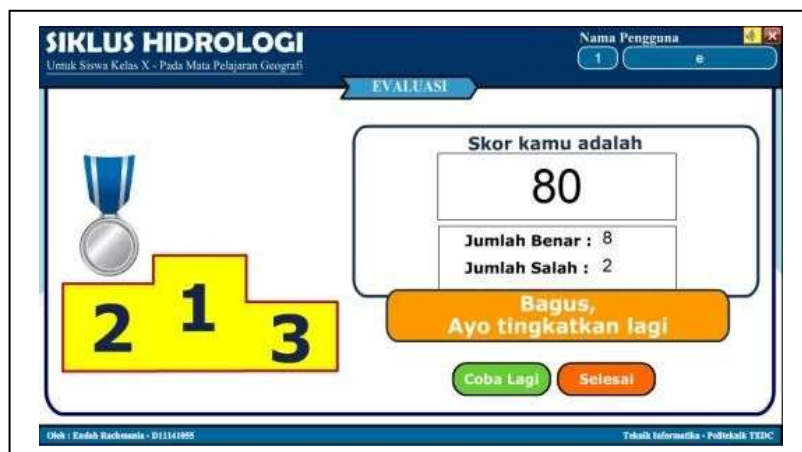 SIKLUS HIDROLOGI
Untuk Siswa Kelas X - Pada Mata Pelajaran Geografi
Nama Pengguna
1 e
EVALUASI
Skor kamu adalah
80
Jumlah Benar : 8
Jumlah Salah : 2
Bagus,
Ayo tingkatkan lagi
2 1 3
Coba Lagi Selesai
Oleh : Endah Rachmania - D11141055
Teknik Informatika - Politeknik TEDC